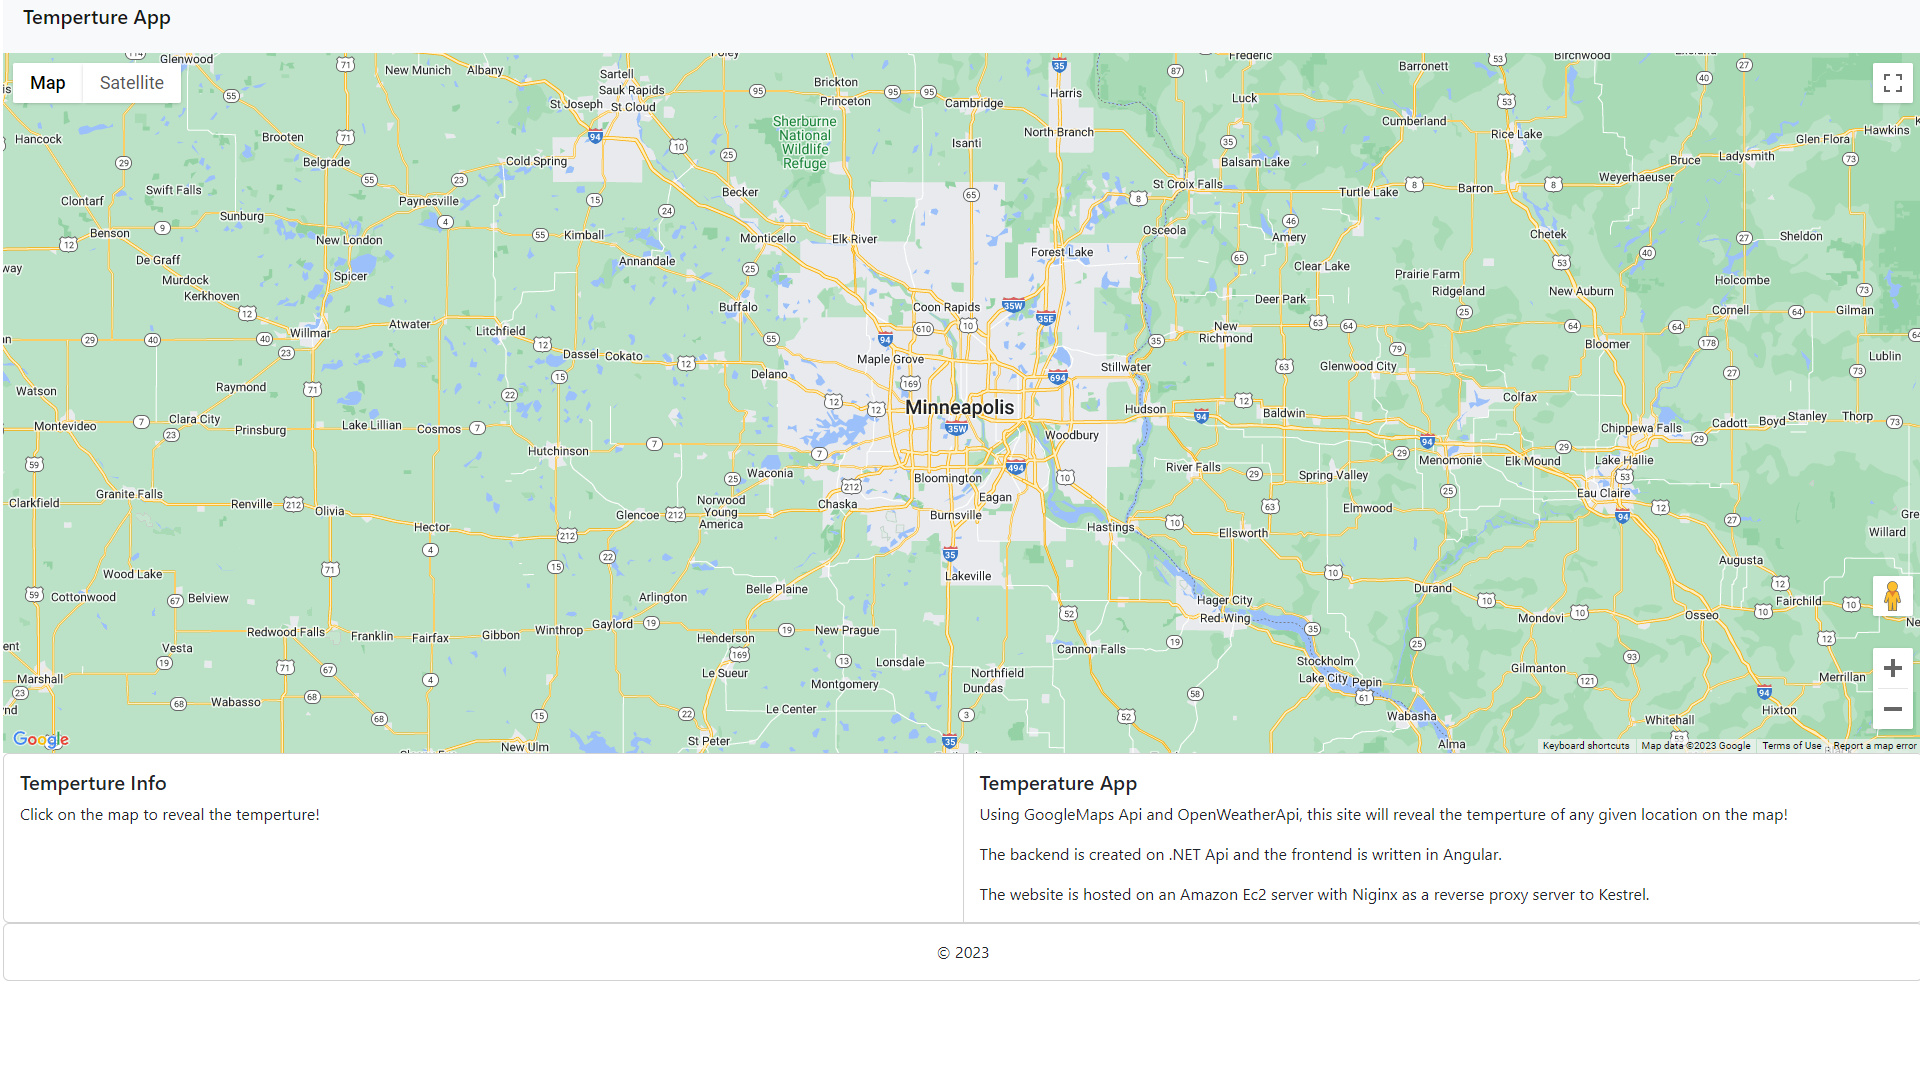 Temperture App
Map Satellite
Glenwood
New Munich
Albany
Sartell
Sauk Rapids
St Joseph
St Cloud
Brickton
Princeton
Cambridge
Harris
Frederic
Luck
Barronett
Birchwood
Hancock
Brooten
Belgrade
Cold Spring
Sherburne
National
Wildlife
Refuge
Isanti
North Branch
Balsam Lake
Cumberland
Rice Lake
Glen Flora
Hawkins
Bruce
Ladysmith
Swift Falls
Clontarf
Paynesville
Becker
St Croix Falls
Turtle Lake
Barron
Weyerhaeuser
Sunburg
Benson
New London
Kimball
Monticello
Elk River
Forest Lake
Osceola
Amery
Chetek
Sheldon
De Graff
Murdock
Kerkhoven
Spicer
Annandale
Clear Lake
Prairie Farm
Ridgeland
New Auburn
Holcombe
Willmar
Atwater
Litchfield
Buffalo
Coon Rapids
Deer Park
New
Richmond
Cornell
Gilman
Dassel
Cokato
Delano
Maple Grove
Stillwater
Glenwood City
Bloomer
Lublin
Watson
Raymond
Clara City
Montevideo
Prinsburg
Lake Lillian
Cosmos
Minneapolis
Hudson
Baldwin
Colfax
Chippewa Falls
Cadott
Boyd
Stanley
Thorp
Hutchinson
Woodbury
Waconia
Bloomington
River Falls
Spring Valley
Menomonie
Elk Mound
Lake Hallie
Eau Claire
Clarkfield
Granite Falls
Renville
Olivia
Hector
Glencoe
Norwood
Young
America
Chaska
Eagan
Burnsville
Hastings
Elmwood
Ellsworth
Willard
Augusta
Wood Lake
Cottonwood
Belview
Arlington
Belle Plaine
Lakeville
Hager City
Red Wing
Durand
Mondovi
Osseo
Fairchild
Redwood Falls
Vesta
Franklin
Fairfax
Gibbon
Winthrop
Gaylord
Henderson
New Prague
Le Sueur
Lonsdale
Montgomery
Cannon Falls
Northfield
Dundas
Stockholm
Lake City
Pepin
Gilmanton
Merrillan
Marshall
Wabasso
Le Center
New Ulm
St Peter
Wabasha
Alma
Whitehall
Hixton
Google
Keyboard shortcuts Map data ©2023 Google Terms of Use Report a map error
Temperture Info
Click on the map to reveal the temperture!
Temperature App
Using GoogleMaps Api and OpenWeatherApi, this site will reveal the temperture of any given location on the map!
The backend is created on .NET Api and the frontend is written in Angular.
The website is hosted on an Amazon Ec2 server with Niginx as a reverse proxy server to Kestrel.
© 2023